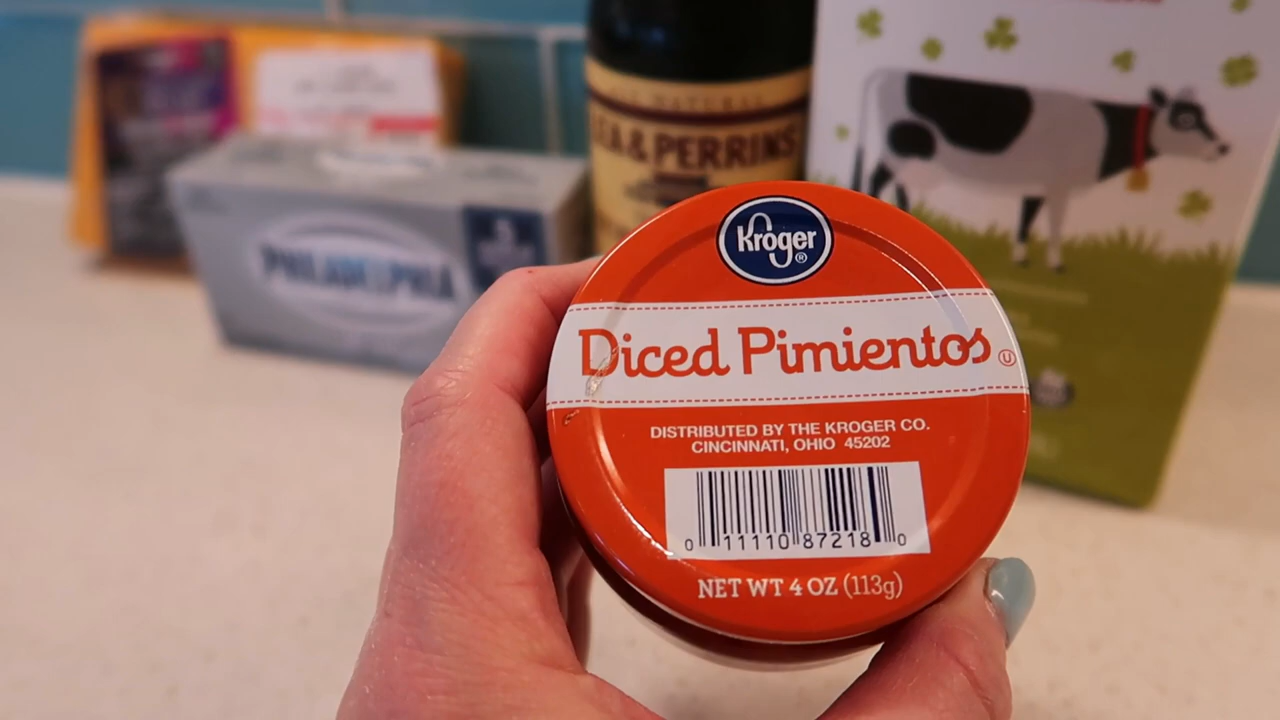 LEA & PERRINS
PHILADELPHIA
Kröger®
Diced Pimientos Ⓤ
DISTRIBUTED BY THE KROGER CO.
CINCINNATI, OHIO 45202
0 11110 87218 0
NET WT 4 OZ (113g)